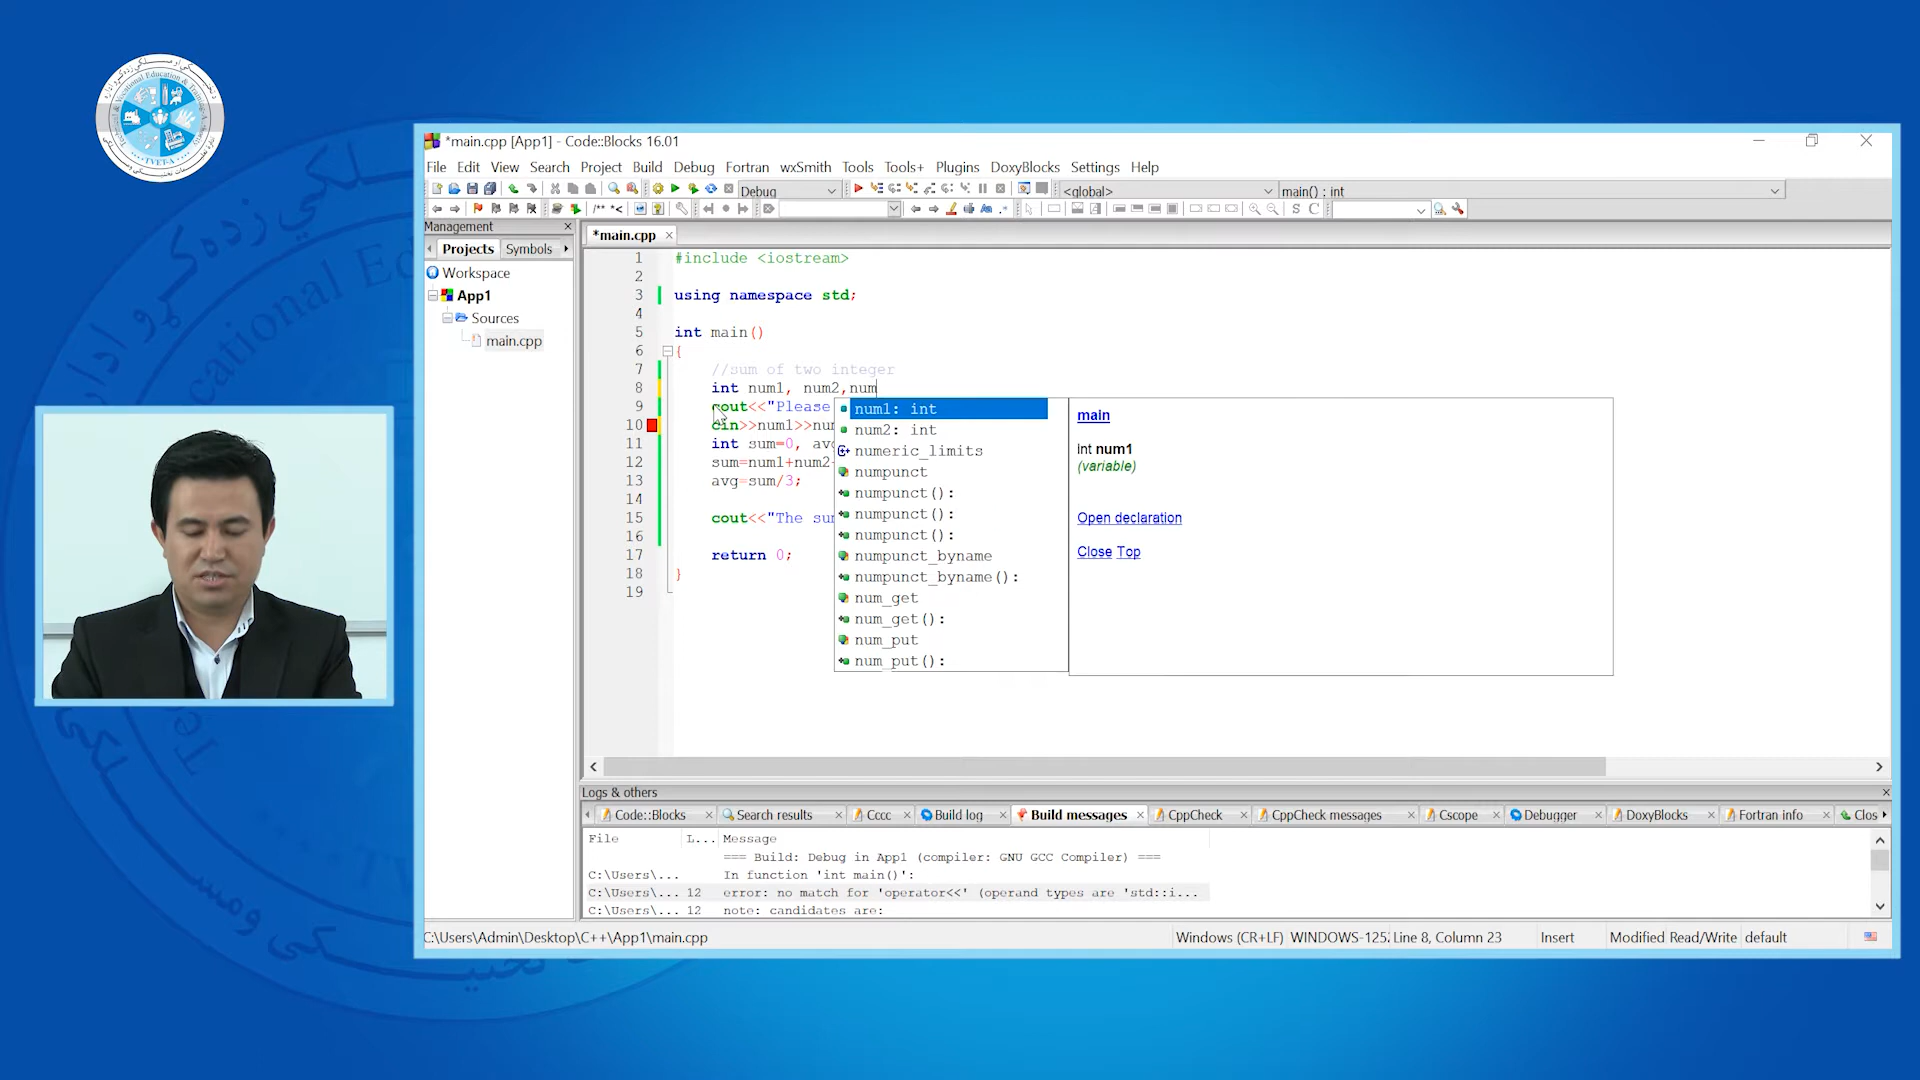 *main.cpp [App1] - Code::Blocks 16.01
File Edit View Search Project Build Debug Fortran wxSmith Tools Tools+ Plugins DoxyBlocks Settings Help
Debug <global> main() : int
/** *<
S C
Management
*main.cpp
Projects Symbols
Workspace
App1
Sources
main.cpp
1 #include <iostream>
2
3 using namespace std;
4
5 int main()
6 {
7 //sum of two integer
8 int num1, num2,num
9 cout<<"Please
10 cin>>num1>>nu
11 int sum=0, av
12 sum=num1+num2
13 avg=sum/3;
14
15 cout<<"The su
16
17 return 0;
18 }
19
num1: int
num2: int
numeric_limits
numpunct
numpunct():
numpunct():
numpunct():
numpunct_byname
numpunct_byname():
num_get
num_get():
num_put
num_put():
main
int num1
(variable)
Open declaration
Close Top
Logs & others
Code::Blocks Search results Cccc Build log Build messages CppCheck CppCheck messages Cscope Debugger DoxyBlocks Fortran info Clos
File L... Message
=== Build: Debug in App1 (compiler: GNU GCC Compiler) ===
C:\Users\... In function 'int main()':
C:\Users\... 12 error: no match for 'operator<<' (operand types are 'std::i...
C:\Users\... 12 note: candidates are:
C:\Users\Admin\Desktop\C++\App1\main.cpp Windows (CR+LF) WINDOWS-125 Line 8, Column 23 Insert Modified Read/Write default
TVET-A